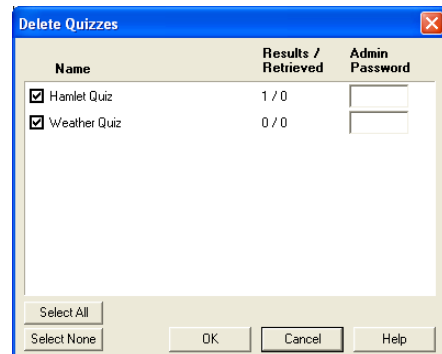 Delete Quizzes
Name Results / Retrieved Admin Password
Hamlet Quiz 1 / 0
Weather Quiz 0 / 0
Select All
Select None OK Cancel Help